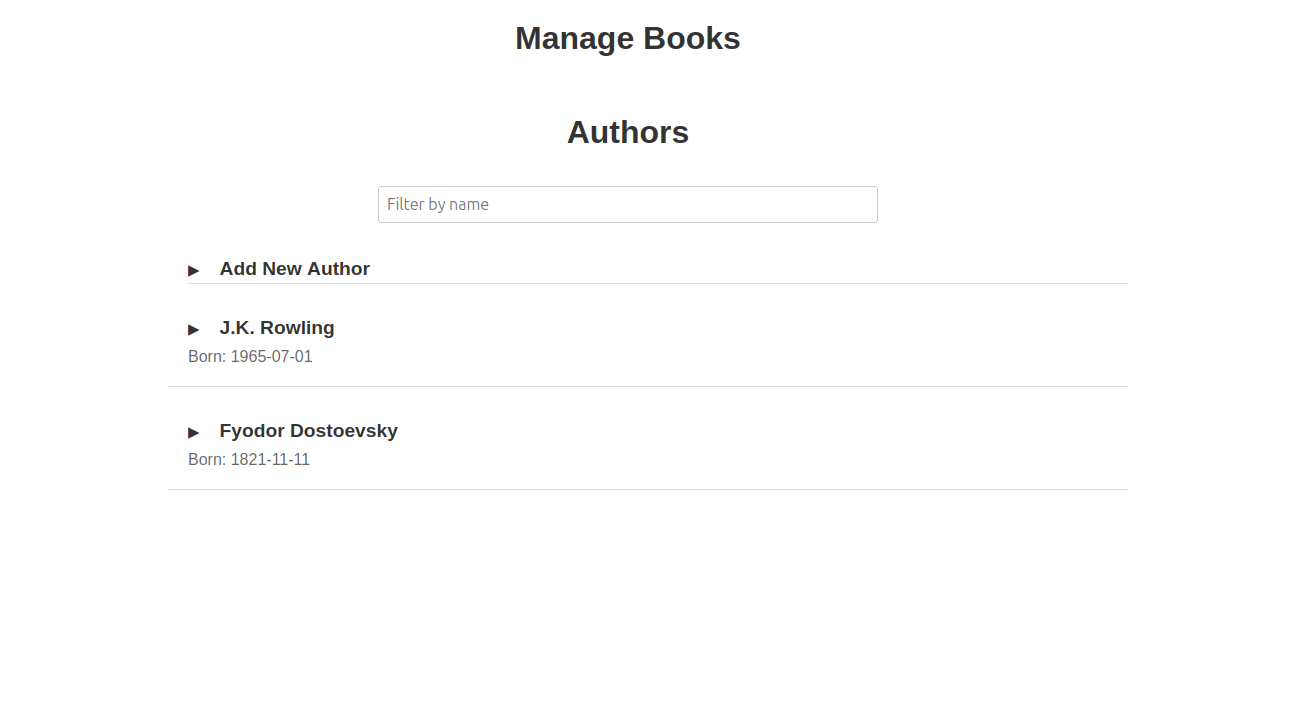 Manage Books
Authors
Filter by name
▶ Add New Author
▶ J.K. Rowling
Born: 1965-07-01
▶ Fyodor Dostoevsky
Born: 1821-11-11